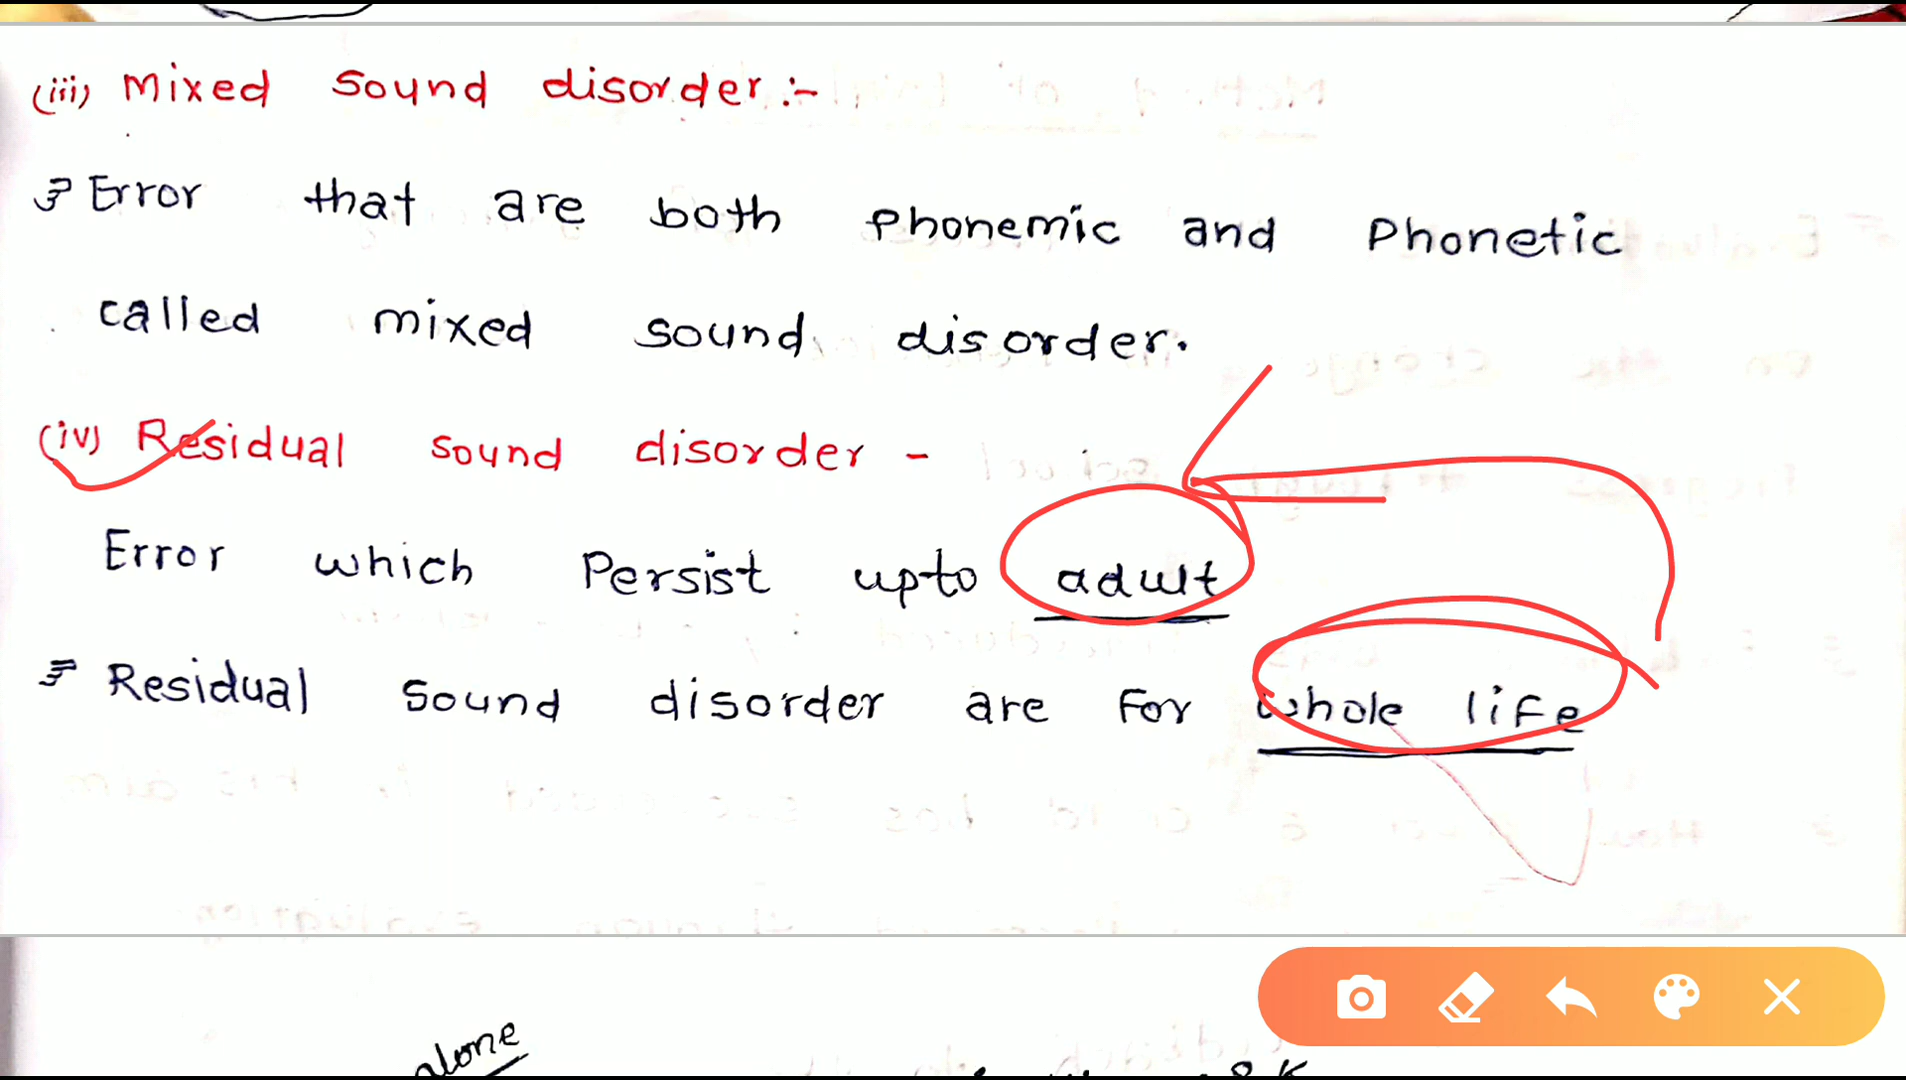 (iii) Mixed Sound disorder:-
Error that are both phonemic and Phonetic
called mixed sound disorder.
(iv) Residual sound disorder -
Error which Persist upto adult
Residual Sound disorder are For whole life
alone